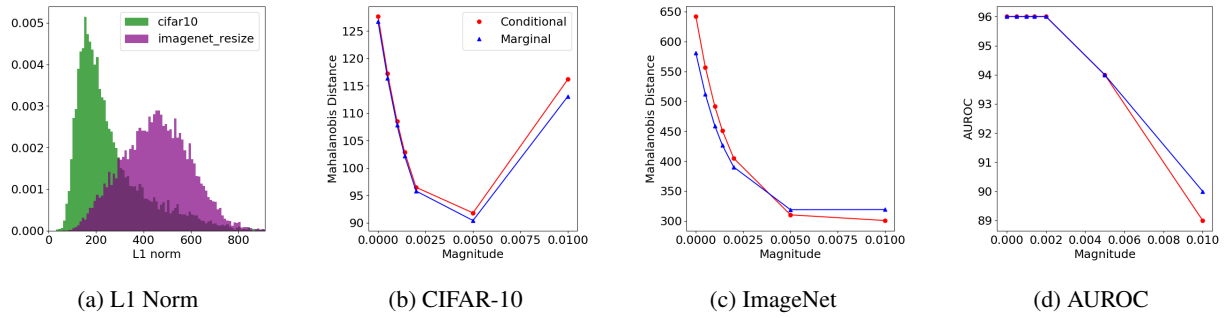 0.005
0.004
0.003
0.002
0.001
0.000
0 200 400 600 800
L1 norm
cifar10
imagenet_resize
(a) L1 Norm
Mahalanobis Distance
125
120
115
110
105
100
95
90
0.0000 0.0025 0.0050 0.0075 0.0100
Magnitude
Conditional
Marginal
(b) CIFAR-10
Mahalanobis Distance
650
600
550
500
450
400
350
300
0.0000 0.0025 0.0050 0.0075 0.0100
Magnitude
(c) ImageNet
AUROC
96
95
94
93
92
91
90
89
0.000 0.002 0.004 0.006 0.008 0.010
Magnitude
(d) AUROC